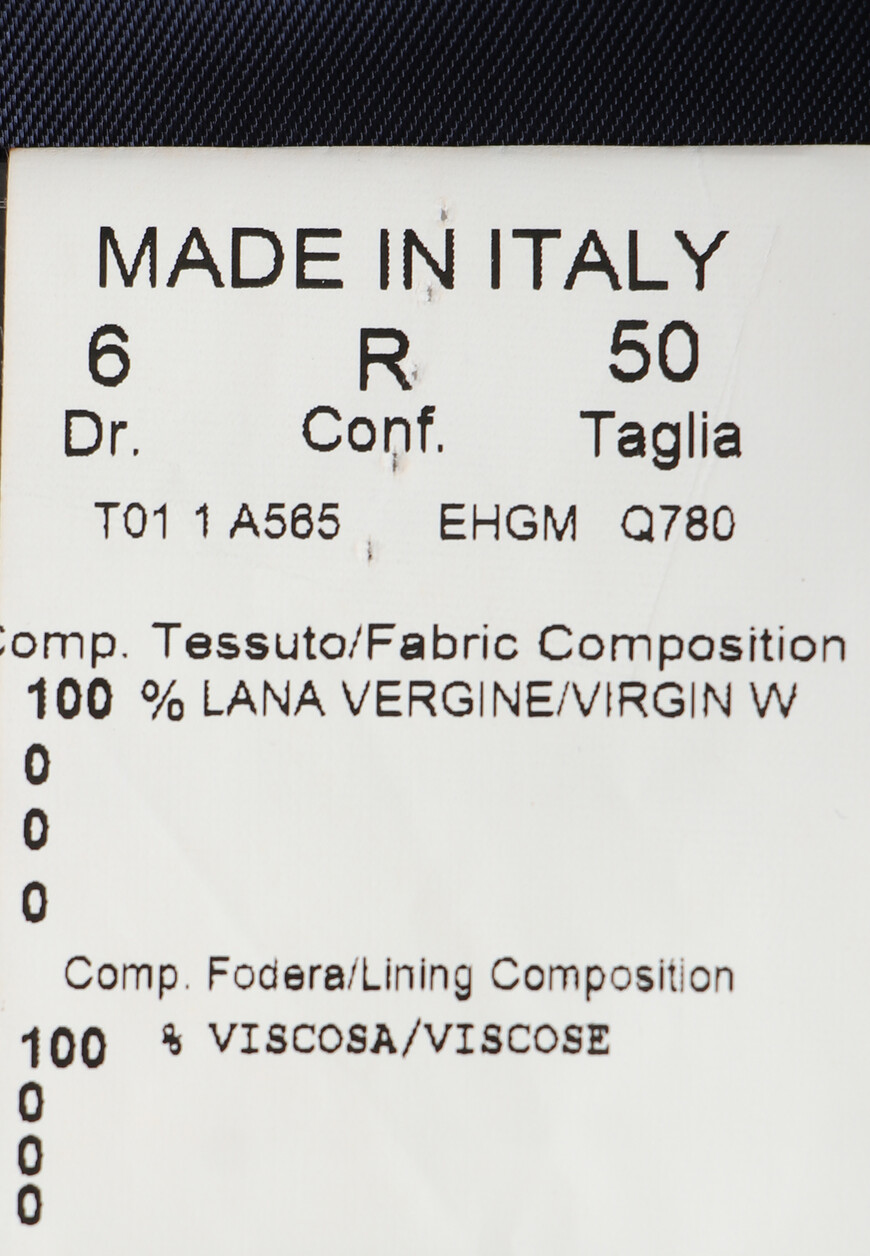 MADE IN ITALY
6 R 50
Dr. Conf. Taglia
T01 1 A565 EHGM Q780
Comp. Tessuto/Fabric Composition
100 % LANA VERGINE/VIRGIN W
0
0
0
Comp. Fodera/Lining Composition
100 % VISCOSA/VISCOSE
0
0
0